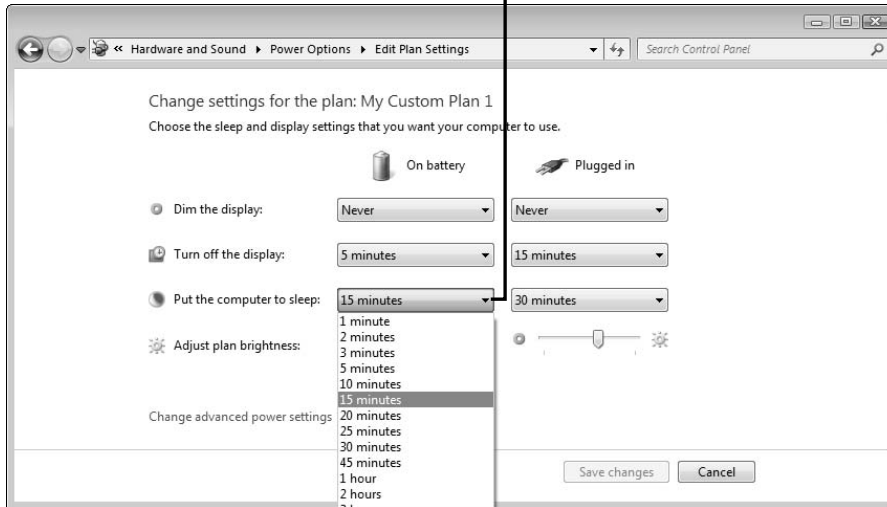 « Hardware and Sound ▸ Power Options ▸ Edit Plan Settings
Search Control Panel
Change settings for the plan: My Custom Plan 1
Choose the sleep and display settings that you want your computer to use.
On battery Plugged in
Dim the display: Never Never
Turn off the display: 5 minutes 15 minutes
Put the computer to sleep: 15 minutes 30 minutes
1 minute
2 minutes
Adjust plan brightness:
3 minutes
5 minutes
10 minutes
15 minutes
Change advanced power settings
20 minutes
25 minutes
30 minutes
45 minutes
1 hour
2 hours
Save changes Cancel